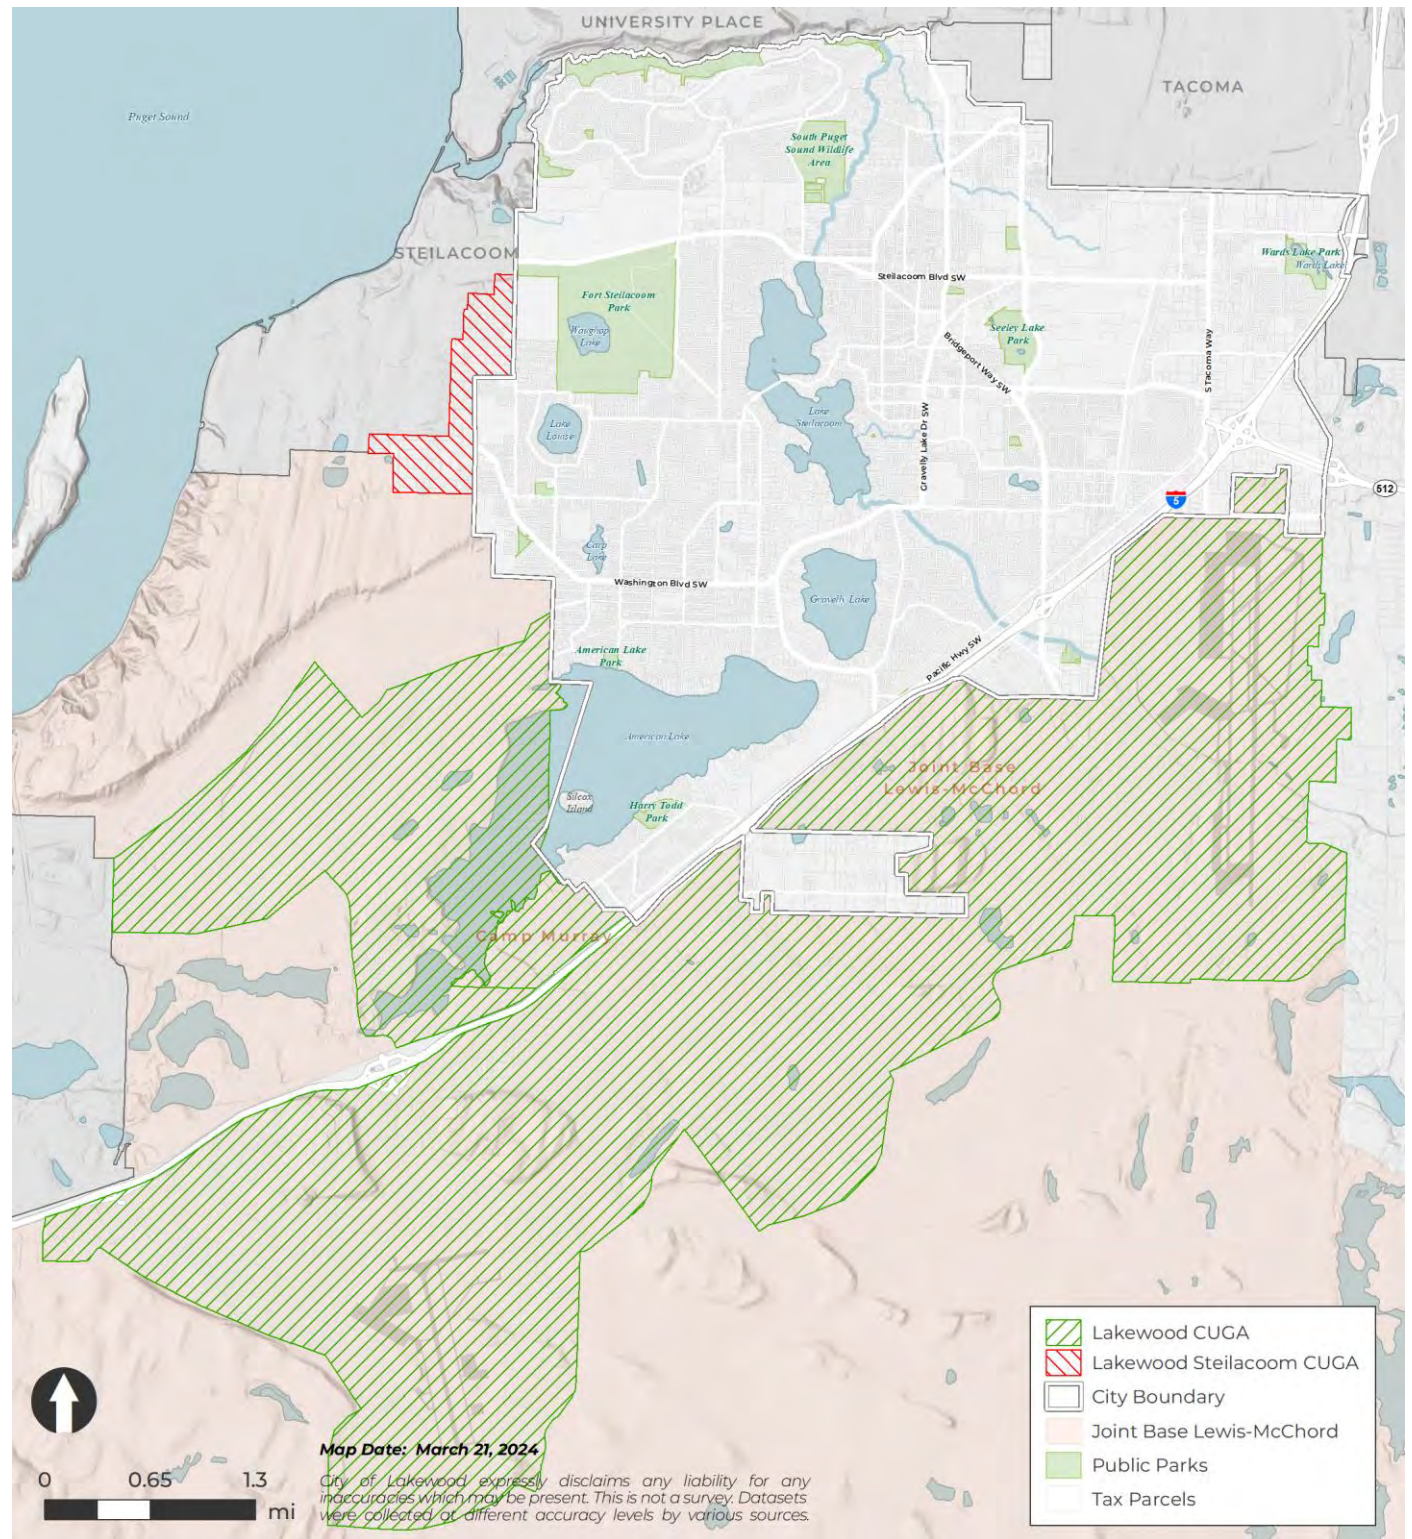 UNIVERSITY PLACE
TACOMA
Puget Sound
South Puget
Sound Wildlife
Area
STEILACOOM
Wards Lake Park
Wards Lake
Steilacoom Blvd SW
Fort Steilacoom
Park
Waughop
Lake
Seeley Lake
Park
Bridgeport Way SW
S Tacoma Way
Lake
Louise
Lake
Steilacoom
Gravelly Lake Dr SW
512
5
Carp
Lake
Washington Blvd SW
Gravelly Lake
American Lake
Park
Pacific Hwy SW
American Lake
Joint Base
Lewis-McChord
Silcox
Island
Harry Todd
Park
Camp Murray
Lakewood CUGA
Lakewood Steilacoom CUGA
City Boundary
Joint Base Lewis-McChord
Public Parks
Tax Parcels
Map Date: March 21, 2024
0 0.65 1.3
mi
City of Lakewood expressly disclaims any liability for any
inaccuracies which may be present. This is not a survey. Datasets
were collected at different accuracy levels by various sources.